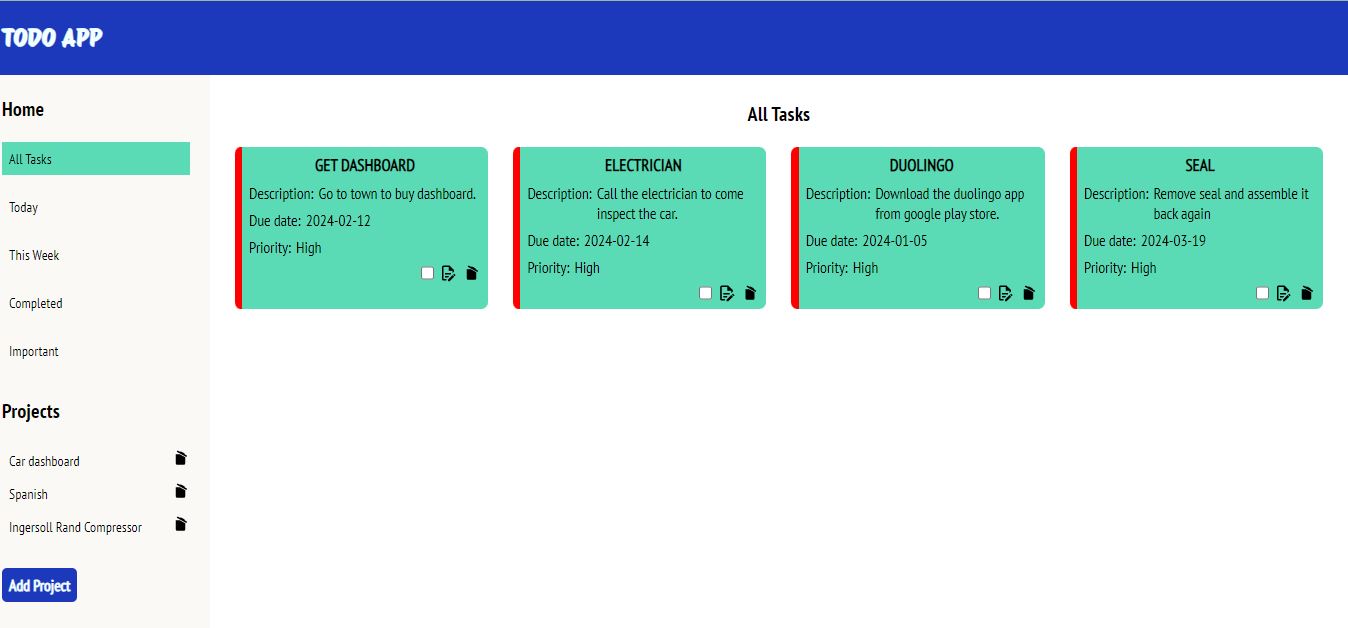 TODO APP
Home
All Tasks
Today
This Week
Completed
Important
Projects
Car dashboard
Spanish
Ingersoll Rand Compressor
Add Project
All Tasks
GET DASHBOARD
Description: Go to town to buy dashboard.
Due date: 2024-02-12
Priority: High
ELECTRICIAN
Description: Call the electrician to come
inspect the car.
Due date: 2024-02-14
Priority: High
DUOLINGO
Description: Download the duolingo app
from google play store.
Due date: 2024-01-05
Priority: High
SEAL
Description: Remove seal and assemble it
back again
Due date: 2024-03-19
Priority: High